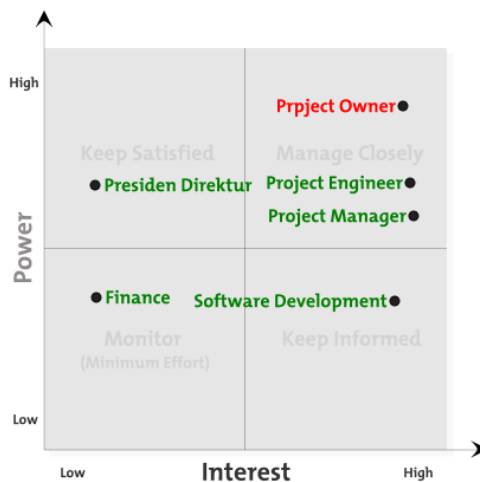 High
Prpject Owner
Keep Satisfied
Manage Closely
Presiden Direktur
Project Engineer
Project Manager
Power
Finance
Software Development
Monitor
(Minimum Effort)
Keep Informed
Low
Low
Interest
High